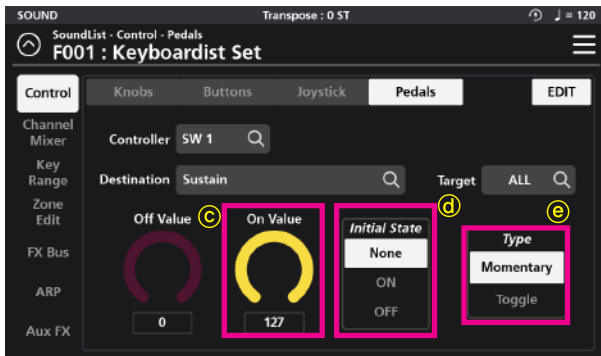 SOUND Transpose : 0 ST ♩ = 120
SoundList - Control - Pedals
F001 : Keyboardist Set
Control Knobs Buttons Joystick Pedals EDIT
Channel
Mixer
Controller SW 1
Key
Range
Destination Sustain Target ALL
Zone
Edit
Off Value ⓒ On Value ⓓ ⓔ
Initial State
Type
FX Bus
None
Momentary
ARP
ON
Toggle
OFF
0 127
Aux FX